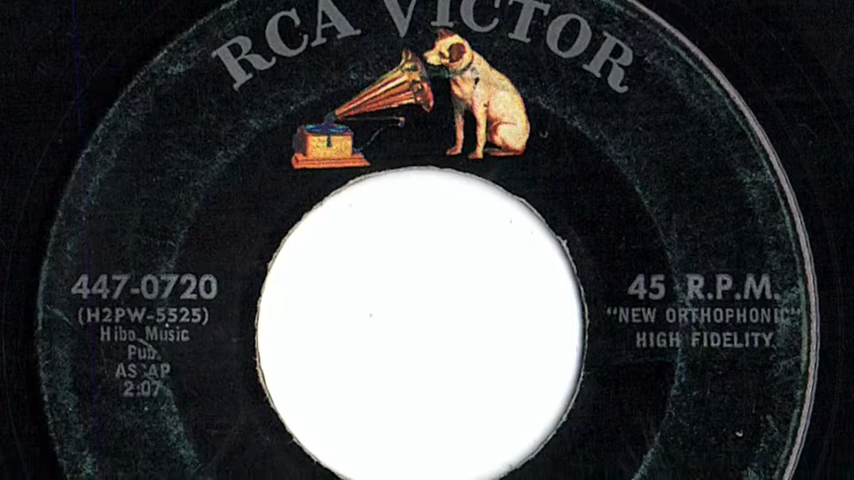 RCA VICTOR
447-0720
(H2PW-5525)
Hibo Music
Pub.
ASCAP
2:07
45 R.P.M.
"NEW ORTHOPHONIC"
HIGH FIDELITY